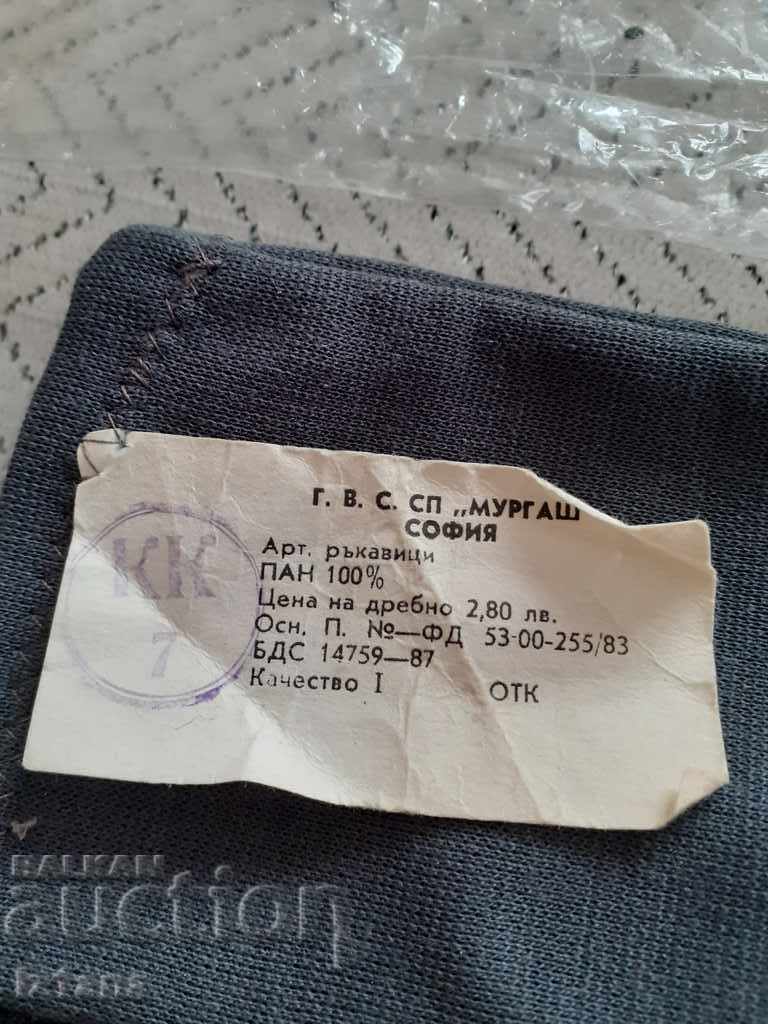 Г. В. С. СП „МУРГАШ
СОФИЯ
Арт. ръкавици
ПАН 100%
Цена на дребно 2,80 лв.
Осн. П. №—ФД 53-00-255/83
БДС 14759—87
Качество I ОТК
КК
7
BALKAN
auction
Iztans